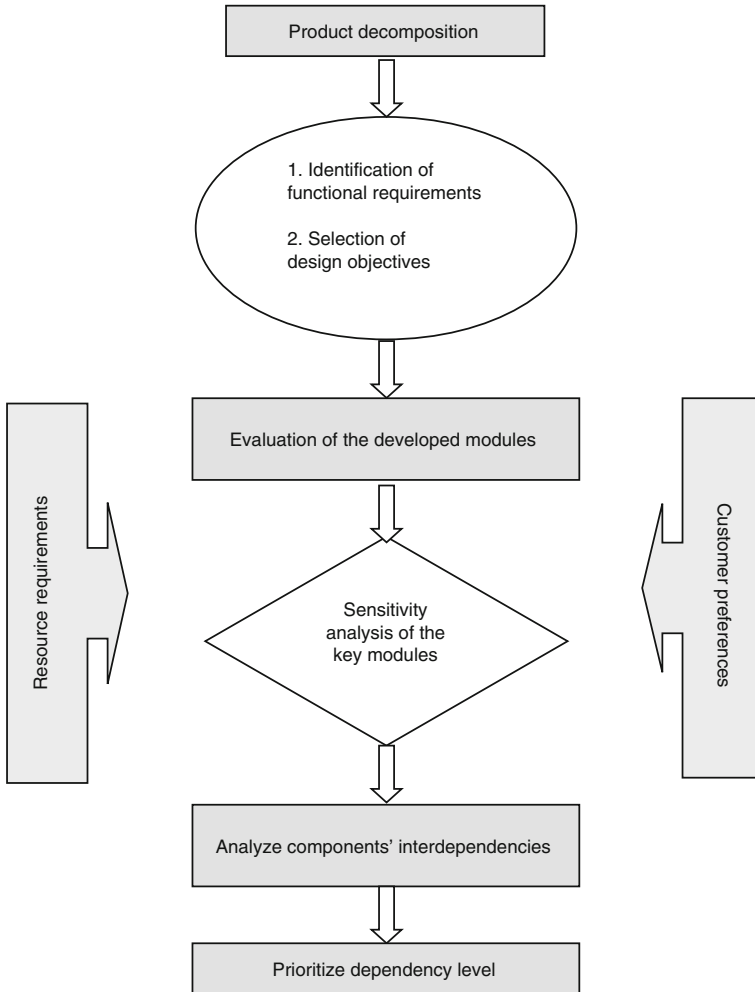 Product decomposition
1. Identification of
functional requirements
2. Selection of
design objectives
Evaluation of the developed modules
Resource requirements
Customer preferences
Sensitivity
analysis of the
key modules
Analyze components’ interdependencies
Prioritize dependency level